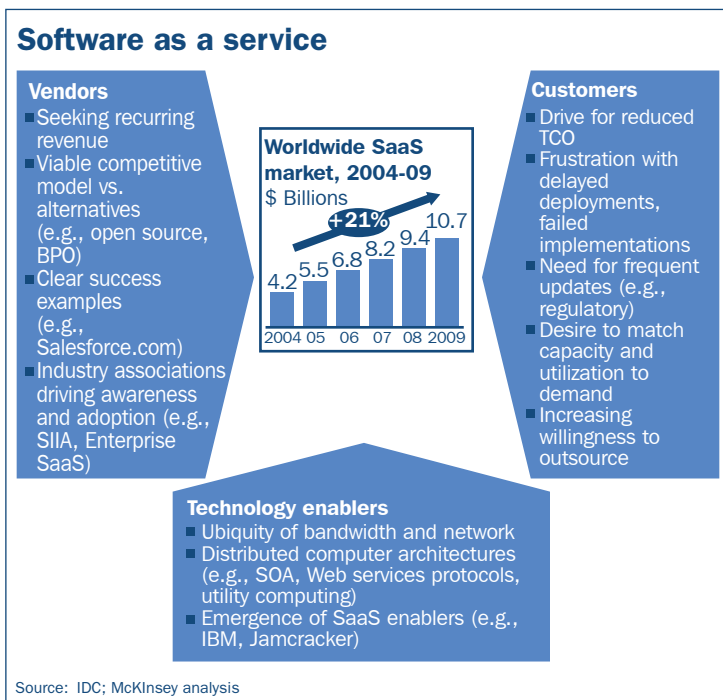 Software as a service
Vendors
■Seeking recurring
revenue
■Viable competitive
model vs.
alternatives
(e.g., open source,
BPO)
■Clear success
examples
(e.g.,
Salesforce.com)
■Industry associations
driving awareness
and adoption (e.g.,
SIIA, Enterprise
SaaS)
Worldwide SaaS
market, 2004-09
$ Billions
+21%
4.2 5.5 6.8 8.2 9.4 10.7
2004 05 06 07 08 2009
Customers
■ Drive for reduced
TCO
■ Frustration with
delayed
deployments,
failed
implementations
■ Need for frequent
updates (e.g.,
regulatory)
■ Desire to match
capacity and
utilization to
demand
■ Increasing
willingness to
outsource
Technology enablers
■ Ubiquity of bandwidth and network
■ Distributed computer architectures
(e.g., SOA, Web services protocols,
utility computing)
■ Emergence of SaaS enablers (e.g.,
IBM, Jamcracker)
Source: IDC; McKInsey analysis